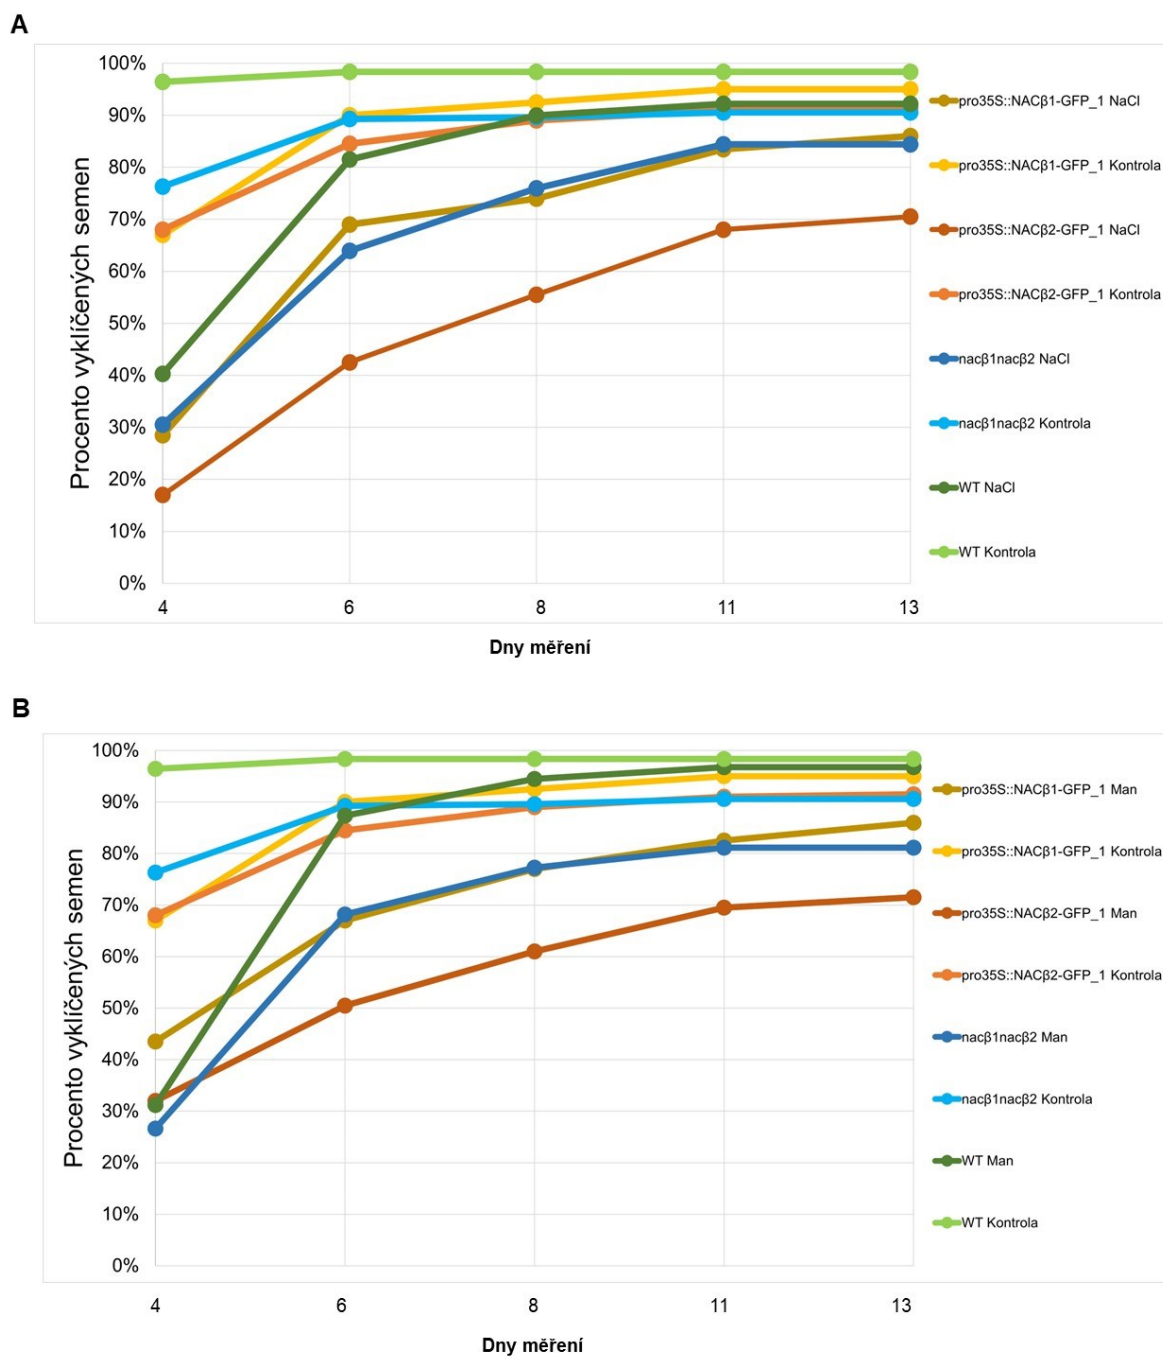 A
Procento vyklíčených semen
100%
90%
80%
70%
60%
50%
40%
30%
20%
10%
0%
4 6 8 11 13
Dny měření
pro35S::NACβ1-GFP_1 NaCl
pro35S::NACβ1-GFP_1 Kontrola
pro35S::NACβ2-GFP_1 NaCl
pro35S::NACβ2-GFP_1 Kontrola
nacβ1nacβ2 NaCl
nacβ1nacβ2 Kontrola
WT NaCl
WT Kontrola
B
Procento vyklíčených semen
100%
90%
80%
70%
60%
50%
40%
30%
20%
10%
0%
4 6 8 11 13
Dny měření
pro35S::NACβ1-GFP_1 Man
pro35S::NACβ1-GFP_1 Kontrola
pro35S::NACβ2-GFP_1 Man
pro35S::NACβ2-GFP_1 Kontrola
nacβ1nacβ2 Man
nacβ1nacβ2 Kontrola
WT Man
WT Kontrola